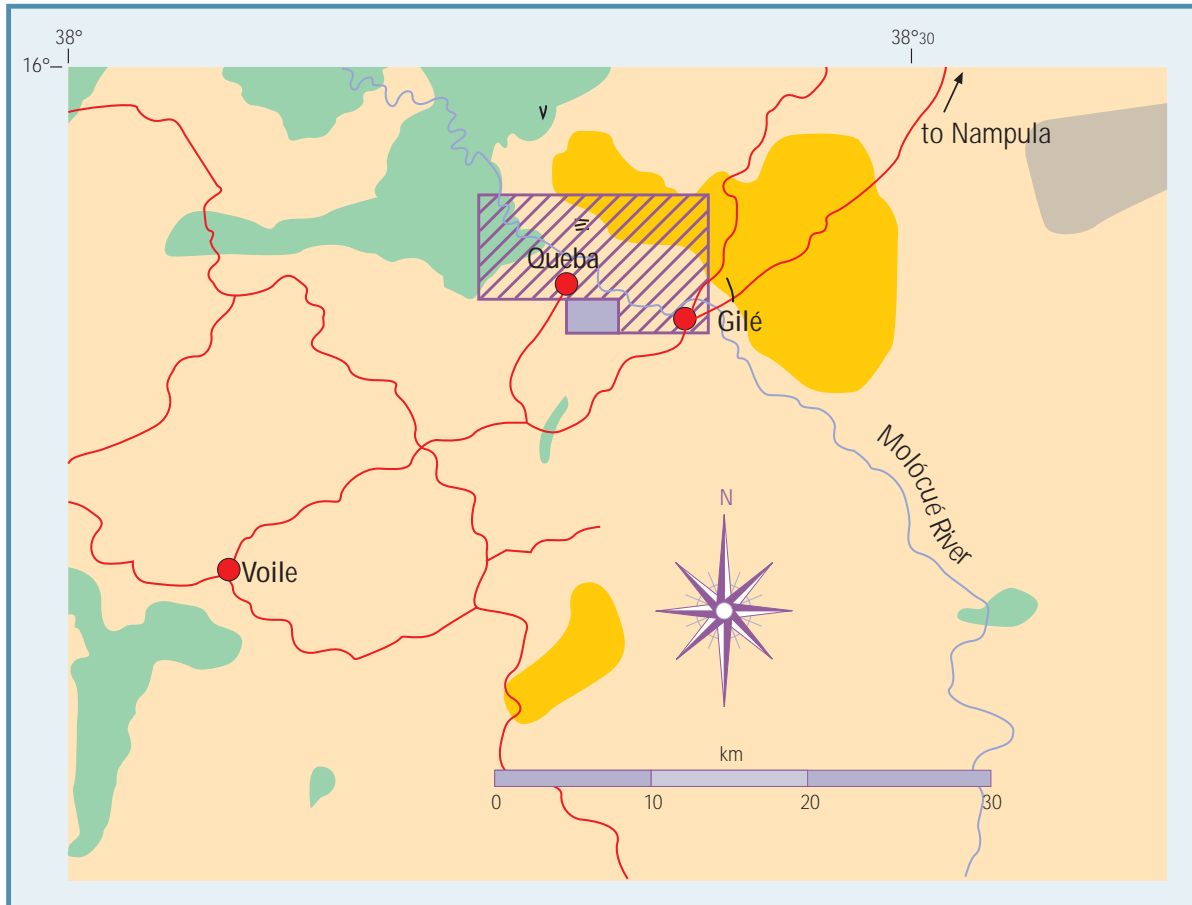 38°
38°30
16°
to Nampula
Queba
Gilé
Molócué River
N
Voile
km
0 10 20 30